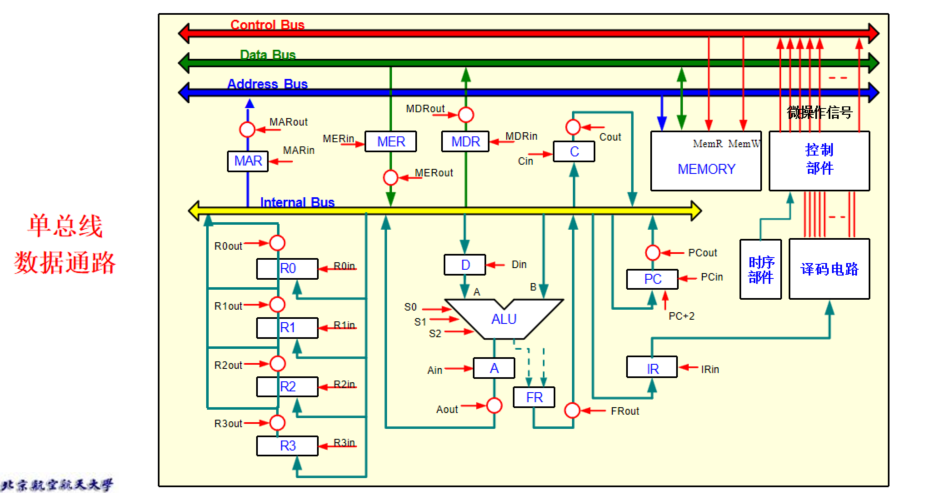 单总线
数据通路
北京航空航天大学
Control Bus
Data Bus
Address Bus
MARout
MARin
MAR
MERin
MER
MERout
MDRout
MDR
MDRin
Cout
Cin
C
MemR MemW
MEMORY
微操作信号
控制
部件
Internal Bus
R0out
R0
R0in
R1out
R1
R1in
R2out
R2
R2in
R3out
R3
R3in
D
Din
A
B
S0
S1
S2
ALU
Ain
A
Aout
FR
FRout
PCout
PC
PCin
PC+2
IR
IRin
时序
部件
译码电路